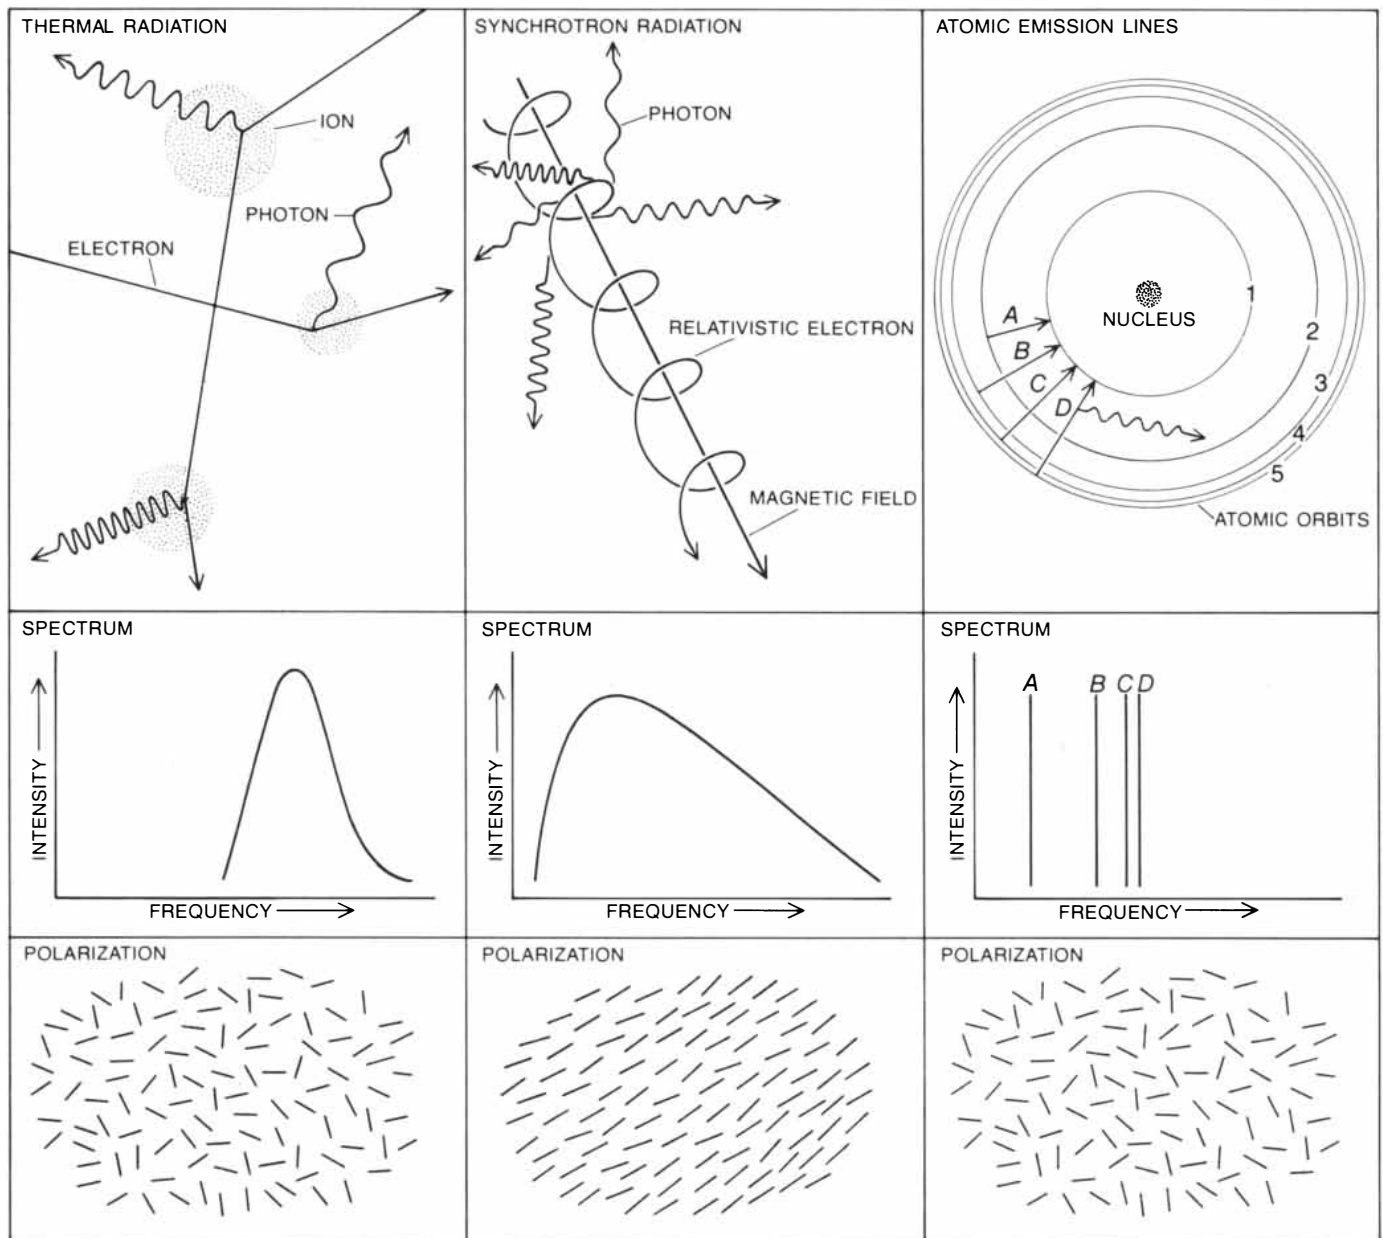 THERMAL RADIATION
ION
PHOTON
ELECTRON
SYNCHROTRON RADIATION
PHOTON
RELATIVISTIC ELECTRON
MAGNETIC FIELD
ATOMIC EMISSION LINES
NUCLEUS
1
2
3
4
5
A
B
C
D
ATOMIC ORBITS
SPECTRUM
INTENSITY
FREQUENCY
SPECTRUM
INTENSITY
FREQUENCY
SPECTRUM
A B C D
INTENSITY
FREQUENCY
POLARIZATION
POLARIZATION
POLARIZATION